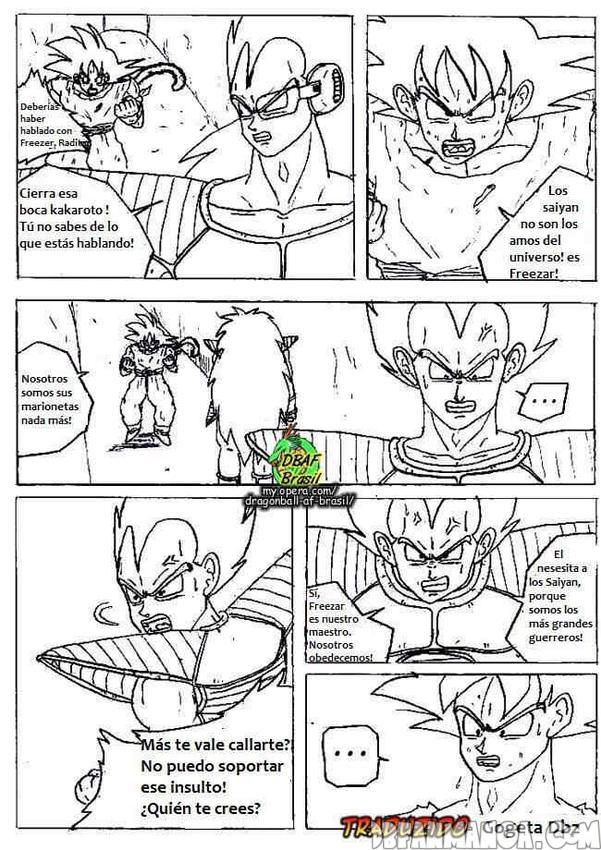 Deberías
haber
hablado con
Freezer, Radit
Cierra esa
boca kakaroto !
Tú no sabes de lo
que estás hablando!
Los
saiyan
no son los
amos del
universo! es
Freezar!
Nosotros
somos sus
marionetas
nada más!
...
DBAF
Brasil
my.opera.com/
dragonball-af-brasil/
El
nesesita a
los Saiyan,
porque
somos los
más grandes
guerreros!
Sí,
Freezar
es nuestro
maestro.
Nosotros
obedecemos!
Más te vale callarte?
No puedo soportar
ese insulto!
¿Quién te crees?
...
TRADUZIDO - Gogeta Dbz
DBFANMANGA.COM